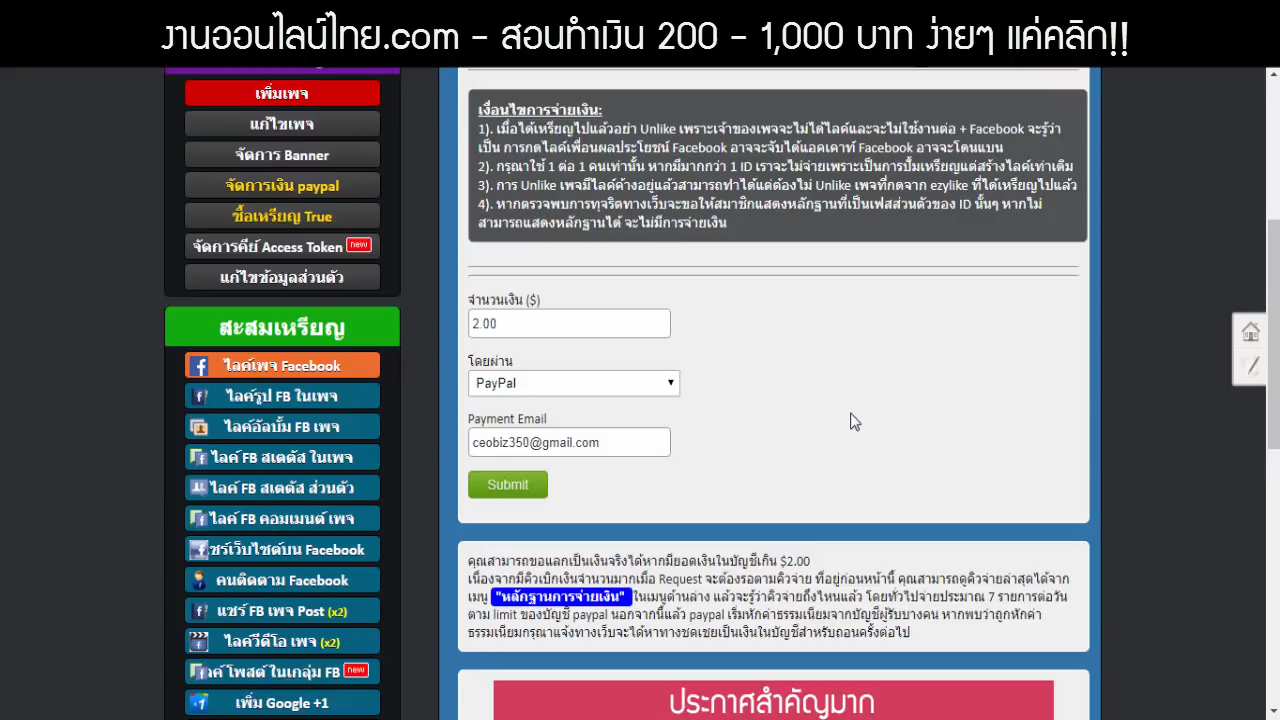 งานออนไลน์ไทย.com - สอนทำเงิน 200 - 1,000 บาท ง่ายๆ แค่คลิก!!
เพิ่มเพจ
แก้ไขเพจ
จัดการ Banner
จัดการเงิน paypal
ซื้อเหรียญ True
จัดการคีย์ Access Token new
แก้ไขข้อมูลส่วนตัว
สะสมเหรียญ
ไลค์เพจ Facebook
ไลค์รูป FB ในเพจ
ไลค์อัลบั้ม FB เพจ
ไลค์ FB สเตตัส ในเพจ
ไลค์ FB สเตตัส ส่วนตัว
ไลค์ FB คอมเมนต์ เพจ
ชร์เว็บไซต์บน Facebook
คนติดตาม Facebook
แชร์ FB เพจ Post (x2)
ไลค์วีดีโอ เพจ (x2)
ค์ โพสต์ ในเกลุ่ม FB new
เพิ่ม Google +1
เงื่อนไขการจ่ายเงิน:
1). เมื่อได้เหรียญไปแล้วอย่า Unlike เพราะเจ้าของเพจจะไม่ได้ไลค์และจะไม่ใช้งานต่อ + Facebook จะรู้ว่า
เป็น การกดไลค์เพื่อนผลประโยชน์ Facebook อาจจะจับได้แอคเคาท์ Facebook อาจจะโดนแบน
2). กรุณาใช้ 1 ต่อ 1 คนเท่านั้น หากมีมากกว่า 1 ID เราจะไม่จ่ายเพราะเป็นการปั้มเหรียญแต่สร้างไลค์เท่าเดิม
3). การ Unlike เพจมีไลค์ค้างอยู่แล้วสามารถทำได้แต่ต้องไม่ Unlike เพจที่กดจาก ezylike ที่ได้เหรียญไปแล้ว
4). หากตรวจพบการทุจริตทางเว็บจะขอให้สมาชิกแสดงหลักฐานที่เป็นเฟสส่วนตัวของ ID นั้นๆ หากไม่
สามารถแสดงหลักฐานได้ จะไม่มีการจ่ายเงิน
จำนวนเงิน ($)
2.00
โดยผ่าน
PayPal
Payment Email
ceobiz350@gmail.com
Submit
คุณสามารถขอแลกเป็นเงินจริงได้หากมียอดเงินในบัญชีเกิน $2.00
เนื่องจากมีคิวเบิกเงินจำนวนมากเมื่อ Request จะต้องรอตามคิวจ่าย ที่อยู่ก่อนหน้านี้ คุณสามารถดูคิวจ่ายล่าสุดได้จาก
เมนู "หลักฐานการจ่ายเงิน" ในเมนูด้านล่าง แล้วจะรู้ว่าคิวจ่ายถึงไหนแล้ว โดยทั่วไปจ่ายประมาณ 7 รายการต่อวัน
ตาม limit ของบัญชี paypal นอกจากนี้แล้ว paypal เริ่มหักค่าธรรมเนียมจากบัญชีผู้รับบางคน หากพบว่าถูกหักค่า
ธรรมเนียมกรุณาแจ้งทางเว็บจะได้หาทางชดเชยเป็นเงินในบัญชีสำหรับถอนครั้งต่อไป
ประกาศสำคัญมาก